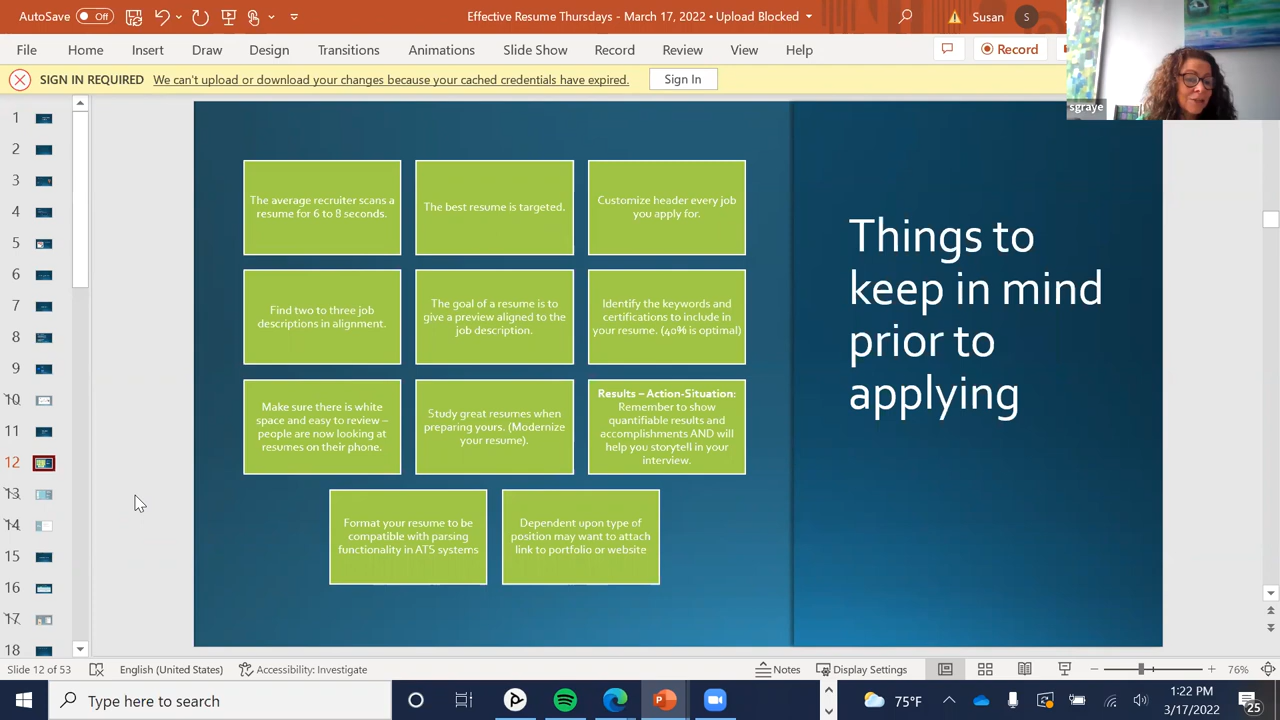 AutoSave Off
Effective Resume Thursdays - March 17, 2022 • Upload Blocked
Susan
S
File Home Insert Draw Design Transitions Animations Slide Show Record Review View Help
Record
sgraye
SIGN IN REQUIRED We can't upload or download your changes because your cached credentials have expired. Sign In
1
2
3
4
5
6
7
8
9
10
12
13
14
15
16
17
18
The average recruiter scans a
resume for 6 to 8 seconds.
The best resume is targeted.
Customize header every job
you apply for.
Find two to three job
descriptions in alignment.
The goal of a resume is to
give a preview aligned to the
job description.
Identify the keywords and
certifications to include in
your resume. (40% is optimal)
Make sure there is white
space and easy to review –
people are now looking at
resumes on their phone.
Study great resumes when
preparing yours. (Modernize
your resume).
Results – Action-Situation:
Remember to show
quantifiable results and
accomplishments AND will
help you storytell in your
interview.
Format your resume to be
compatible with parsing
functionality in ATS systems
Dependent upon type of
position may want to attach
link to portfolio or website
Things to
keep in mind
prior to
applying
Slide 12 of 53 English (United States) Accessibility: Investigate Notes Display Settings 76%
Type here to search
75°F
1:22 PM
3/17/2022
25